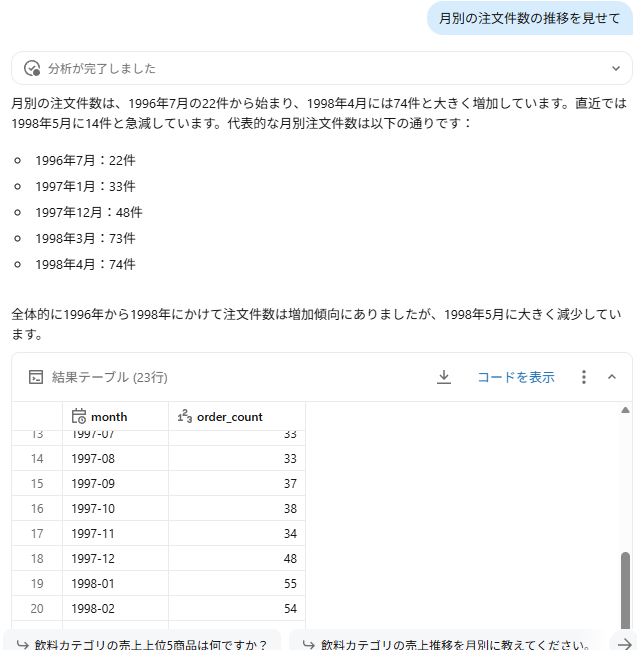 月別の注文件数の推移を見せて
分析が完了しました
月別の注文件数は、1996年7月の22件から始まり、1998年4月には74件と大きく増加しています。直近では
1998年5月に14件と急減しています。代表的な月別注文件数は以下の通りです：
1996年7月：22件
1997年1月：33件
1997年12月：48件
1998年3月：73件
1998年4月：74件
全体的に1996年から1998年にかけて注文件数は増加傾向にありましたが、1998年5月に大きく減少してい
ます。
結果テーブル (23行) コードを表示
month order_count
13 1997-07 33
14 1997-08 33
15 1997-09 37
16 1997-10 38
17 1997-11 34
18 1997-12 48
19 1998-01 55
20 1998-02 54
飲料カテゴリの売上上位5商品は何ですか？ 飲料カテゴリの売上推移を月別に教えてください。